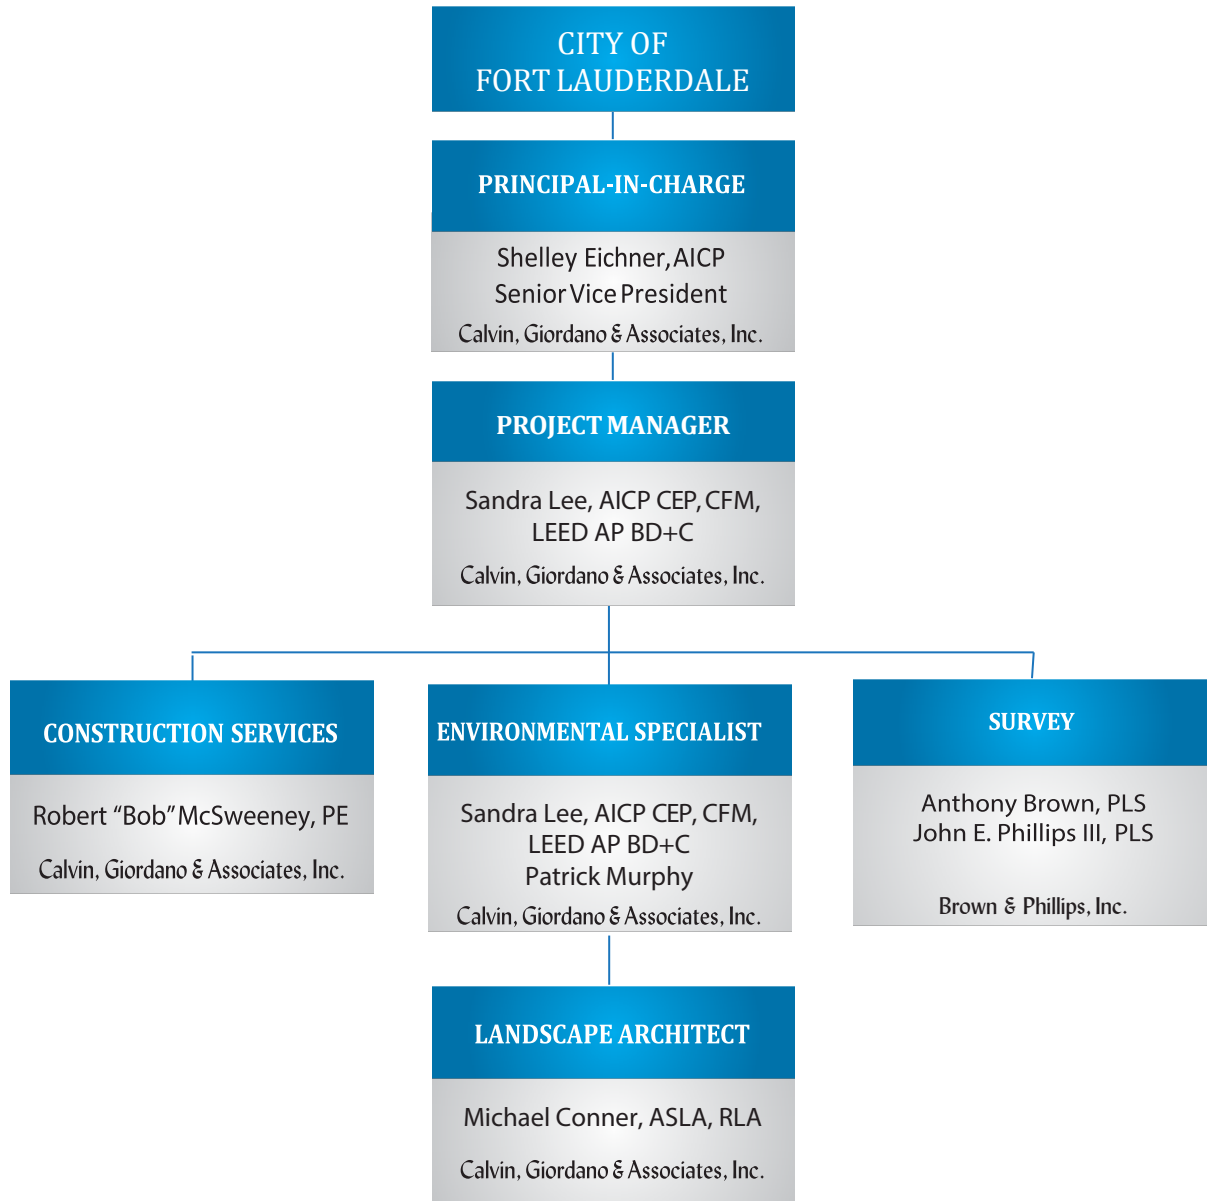 CITY OF
FORT LAUDERDALE
PRINCIPAL-IN-CHARGE
Shelley Eichner, AICP
Senior Vice President
Calvin, Giordano & Associates, Inc.
PROJECT MANAGER
Sandra Lee, AICP CEP, CFM,
LEED AP BD+C
Calvin, Giordano & Associates, Inc.
CONSTRUCTION SERVICES
Robert “Bob” McSweeney, PE
Calvin, Giordano & Associates, Inc.
ENVIRONMENTAL SPECIALIST
Sandra Lee, AICP CEP, CFM,
LEED AP BD+C
Patrick Murphy
Calvin, Giordano & Associates, Inc.
SURVEY
Anthony Brown, PLS
John E. Phillips III, PLS
Brown & Phillips, Inc.
LANDSCAPE ARCHITECT
Michael Conner, ASLA, RLA
Calvin, Giordano & Associates, Inc.